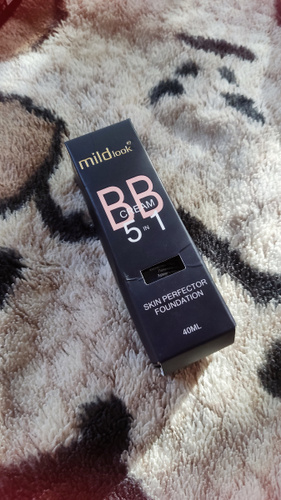 mildlook®
BB
CREAM
5 IN 1
SKIN PERFECTOR
FOUNDATION
40ML